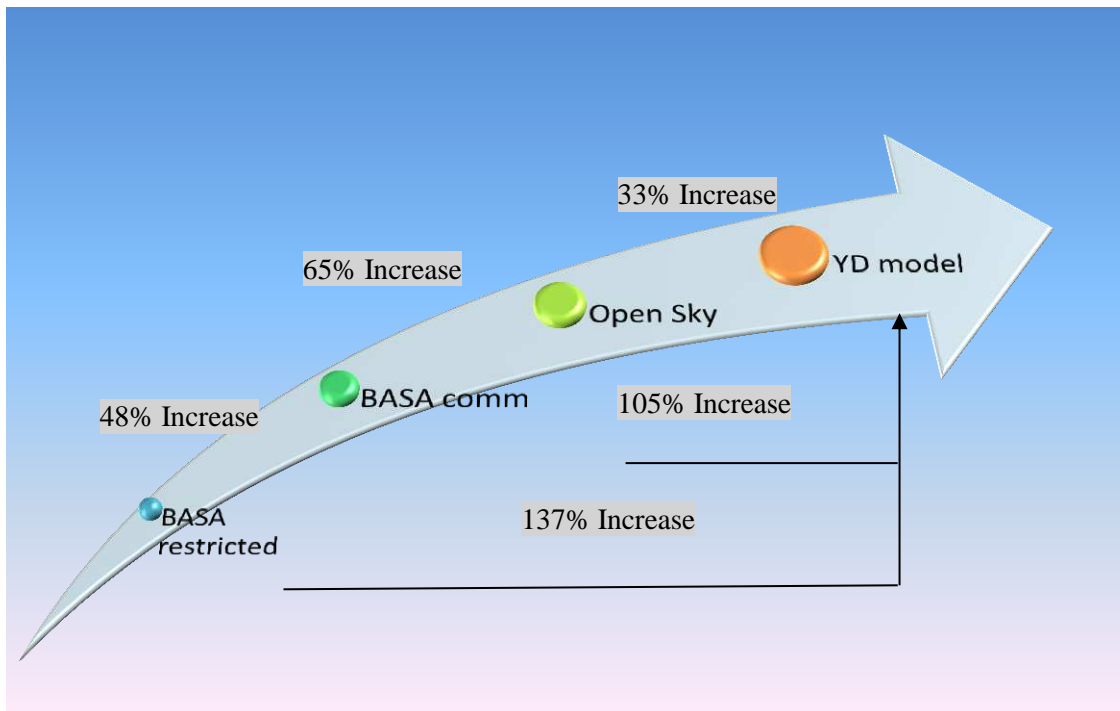 33% Increase
YD model
65% Increase
Open Sky
BASA comm
105% Increase
48% Increase
BASA
restricted
137% Increase